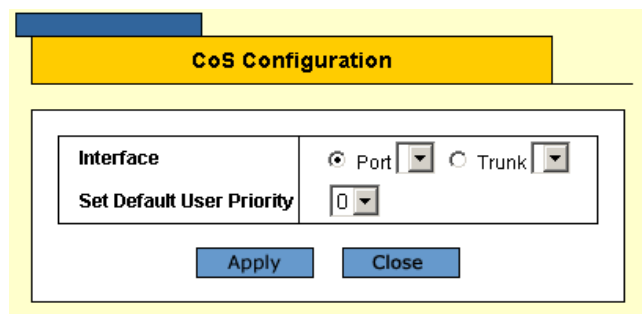 CoS Configuration
Interface Port Trunk
Set Default User Priority 0
Apply Close